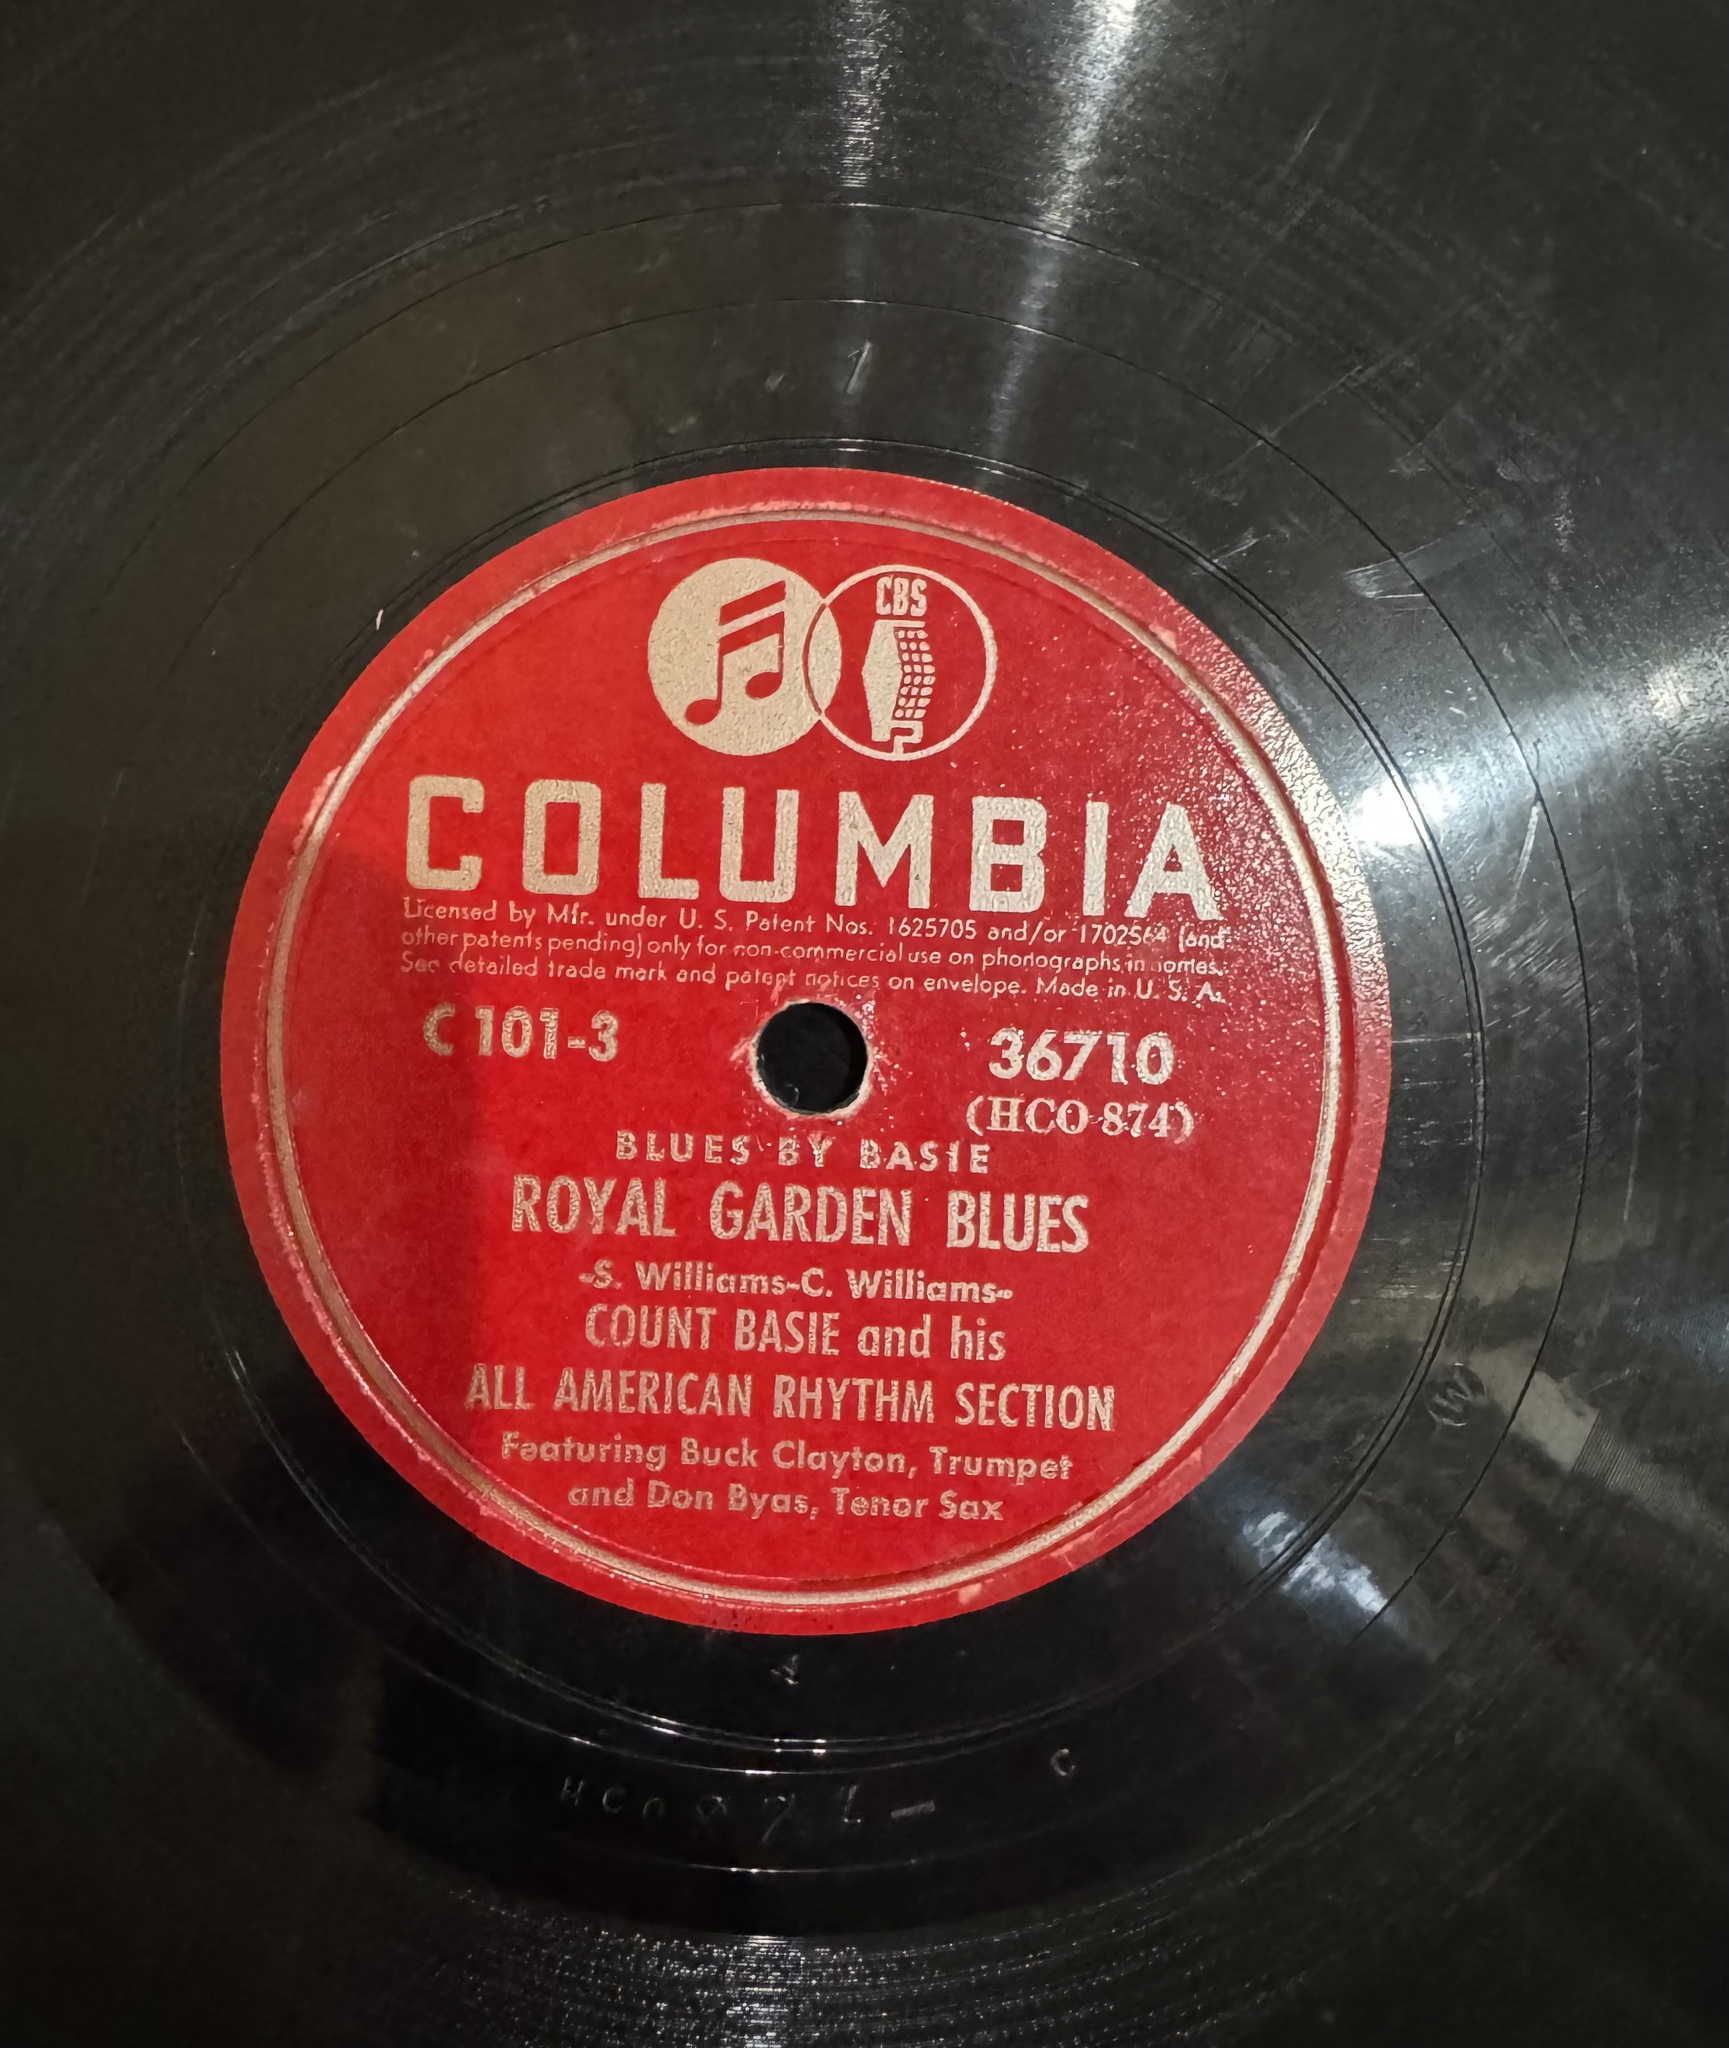 CBS
COLUMBIA
Licensed by Mfr. under U. S. Patent Nos. 1625705 and/or 1702564 (and
other patents pending) only for non-commercial use on phonographs in homes.
See detailed trade mark and patent notices on envelope. Made in U. S. A.
C 101-3
36710
(HCO 874)
BLUES BY BASIE
ROYAL GARDEN BLUES
-S. Williams-C. Williams-
COUNT BASIE and his
ALL AMERICAN RHYTHM SECTION
Featuring Buck Clayton, Trumpet
and Don Byas, Tenor Sax